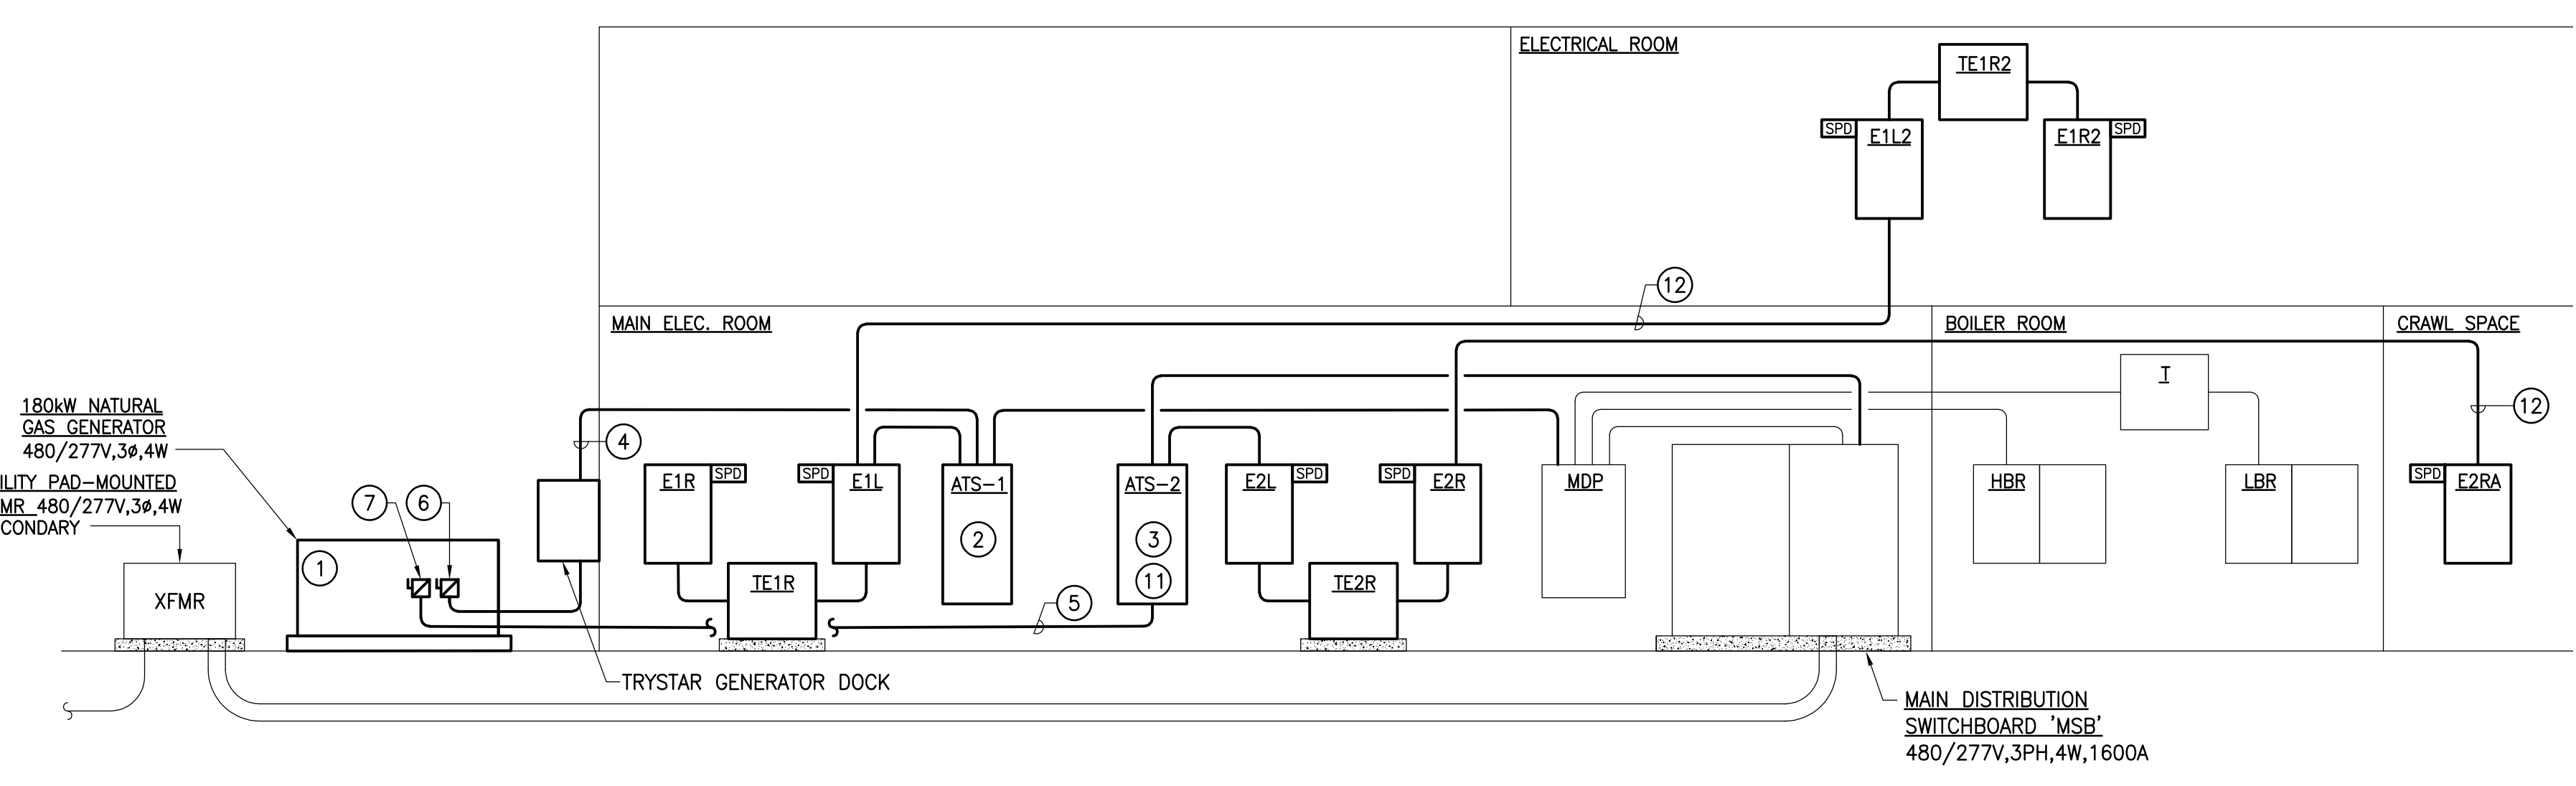 ELECTRICAL ROOM
TE1R2
SPD
E1L2
E1R2
SPD
12
MAIN ELEC. ROOM
BOILER ROOM
CRAWL SPACE
T
180kW NATURAL
GAS GENERATOR
480/277V,3ø,4W
ILITY PAD-MOUNTED
MR 480/277V,3ø,4W
CONDARY
XFMR
1
7
6
4
E1R
SPD
SPD
E1L
TE1R
ATS-1
2
ATS-2
3
11
5
E2L
SPD
SPD
E2R
TE2R
MDP
HBR
LBR
SPD
E2RA
12
TRYSTAR GENERATOR DOCK
MAIN DISTRIBUTION
SWITCHBOARD 'MSB'
480/277V,3PH,4W,1600A